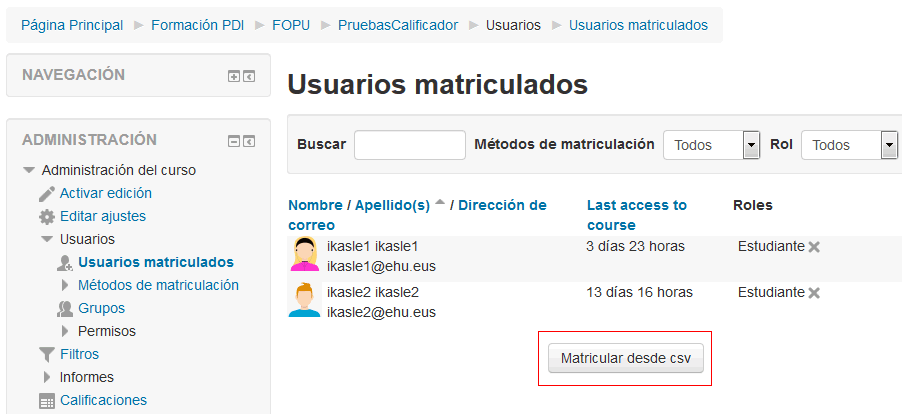 Página Principal ► Formación PDI ► FOPU ► PruebasCalificador ► Usuarios ► Usuarios matriculados
NAVEGACIÓN
ADMINISTRACIÓN
Administración del curso
Activar edición
Editar ajustes
Usuarios
Usuarios matriculados
Métodos de matriculación
Grupos
Permisos
Filtros
Informes
Calificaciones
Usuarios matriculados
Buscar Métodos de matriculación Todos Rol Todos
Nombre / Apellido(s) / Dirección de
correo
Last access to
course
Roles
ikasle1 ikasle1 3 días 23 horas Estudiante
ikasle1@ehu.eus
ikasle2 ikasle2 13 días 16 horas Estudiante
ikasle2@ehu.eus
Matricular desde csv